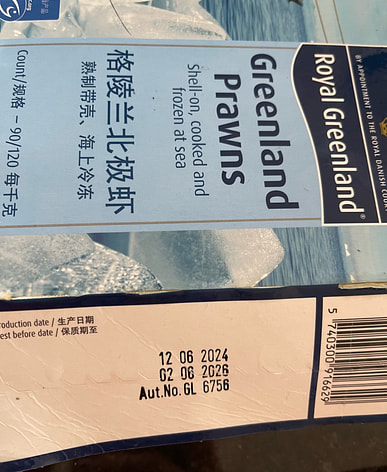 BY APPOINTMENT TO THE ROYAL DANISH COURT
Royal Greenland®
Greenland
Prawns
Shell-on, cooked and
frozen at sea
格陵兰北极虾
熟制带壳、海上冷冻
Count/规格 – 90/120 每千克
production date / 生产日期
best before date / 保质期至
12 06 2024
02 06 2026
Aut.No.GL 6756
5 740300 916629